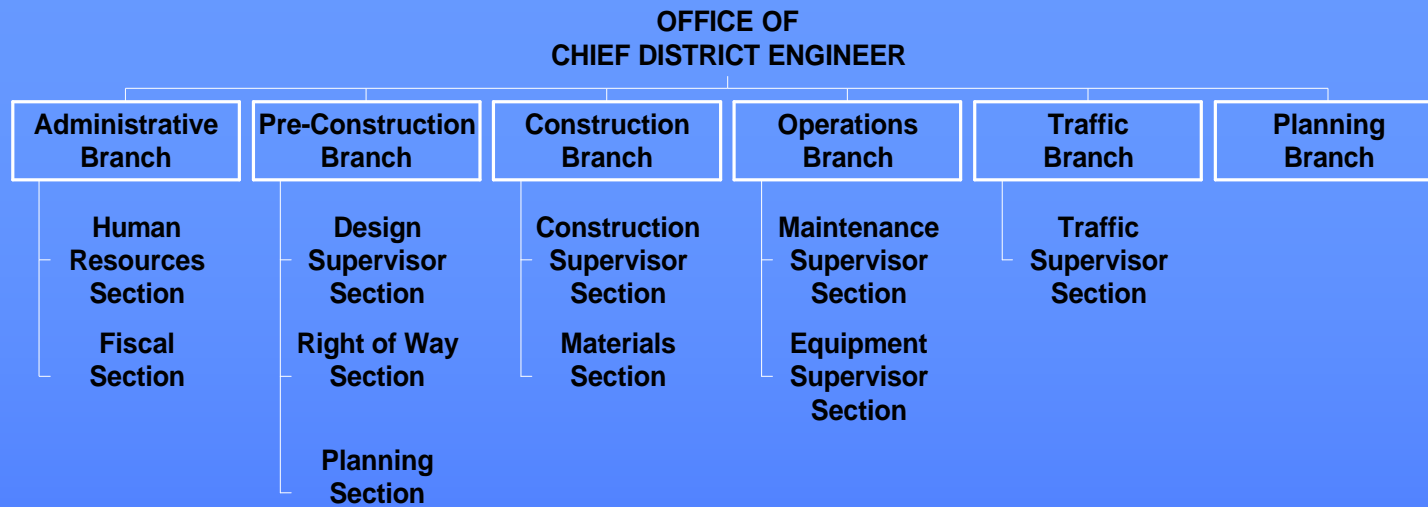 OFFICE OF
CHIEF DISTRICT ENGINEER
Administrative
Branch
Pre-Construction
Branch
Construction
Branch
Operations
Branch
Traffic
Branch
Planning
Branch
Human
Resources
Section
Fiscal
Section
Design
Supervisor
Section
Right of Way
Section
Planning
Section
Construction
Supervisor
Section
Materials
Section
Maintenance
Supervisor
Section
Equipment
Supervisor
Section
Traffic
Supervisor
Section